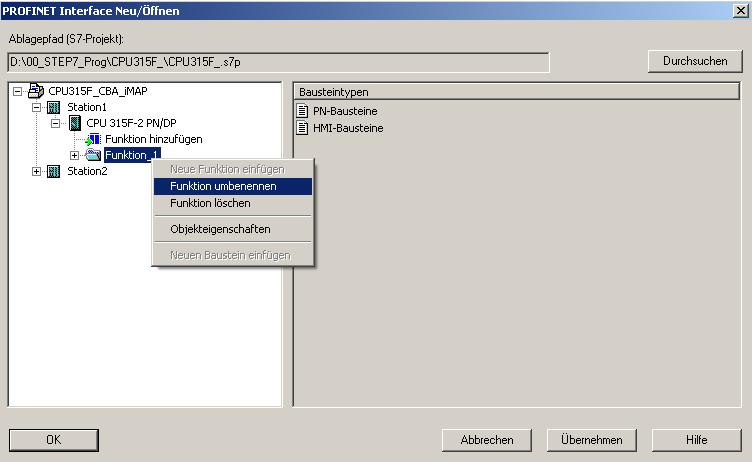 PROFINET Interface Neu/Öffnen
Ablagepfad (S7-Projekt):
D:\00_STEP7_Prog\CPU315F_\CPU315F_.s7p
Durchsuchen
CPU315F_CBA_iMAP
Station1
CPU 315F-2 PN/DP
Funktion hinzufügen
Funktion_1
Station2
Neue Funktion einfügen
Funktion umbenennen
Funktion löschen
Objekteigenschaften
Neuen Baustein einfügen
Bausteintypen
PN-Bausteine
HMI-Bausteine
OK
Abbrechen
Übernehmen
Hilfe